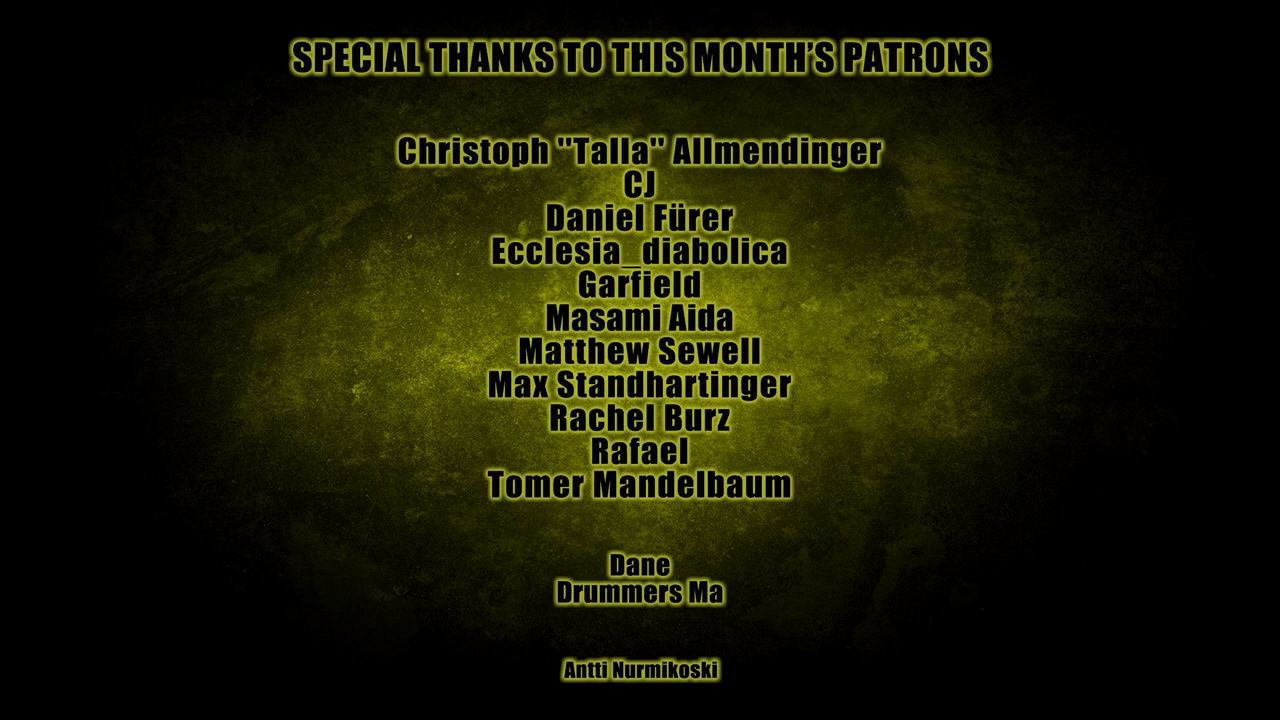 SPECIAL THANKS TO THIS MONTH'S PATRONS
Christoph "Talla" Allmendinger
CJ
Daniel Fürer
Ecclesia_diabolica
Garfield
Masami Aida
Matthew Sewell
Max Standhartinger
Rachel Burz
Rafael
Tomer Mandelbaum
Dane
Drummers Ma
Antti Nurmikoski